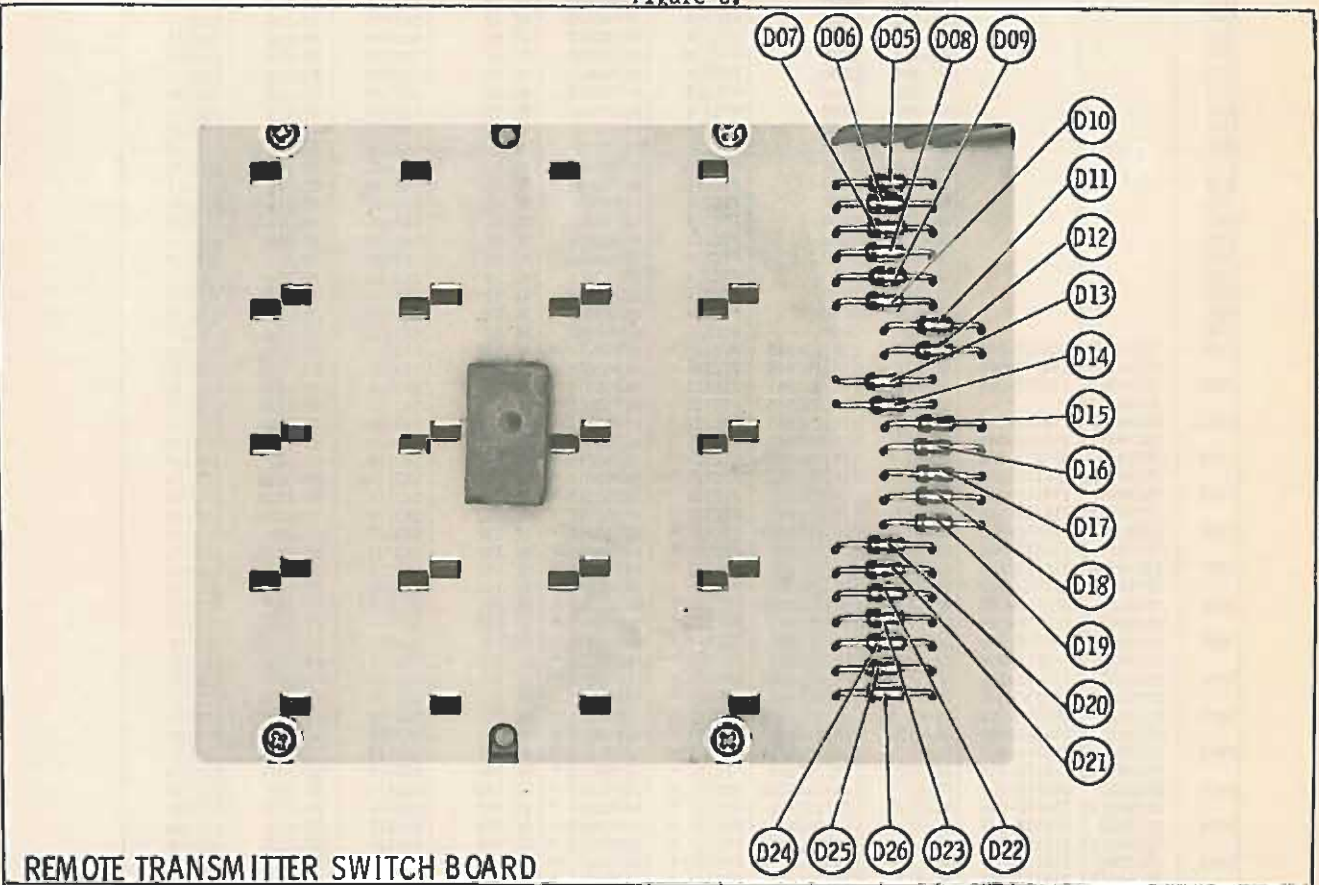 D07 D06 D05 D08 D09
D10
D11
D12
D13
D14
D15
D16
D17
D18
D19
D20
D21
D24 D25 D26 D23 D22
REMOTE TRANSMITTER SWITCH BOARD